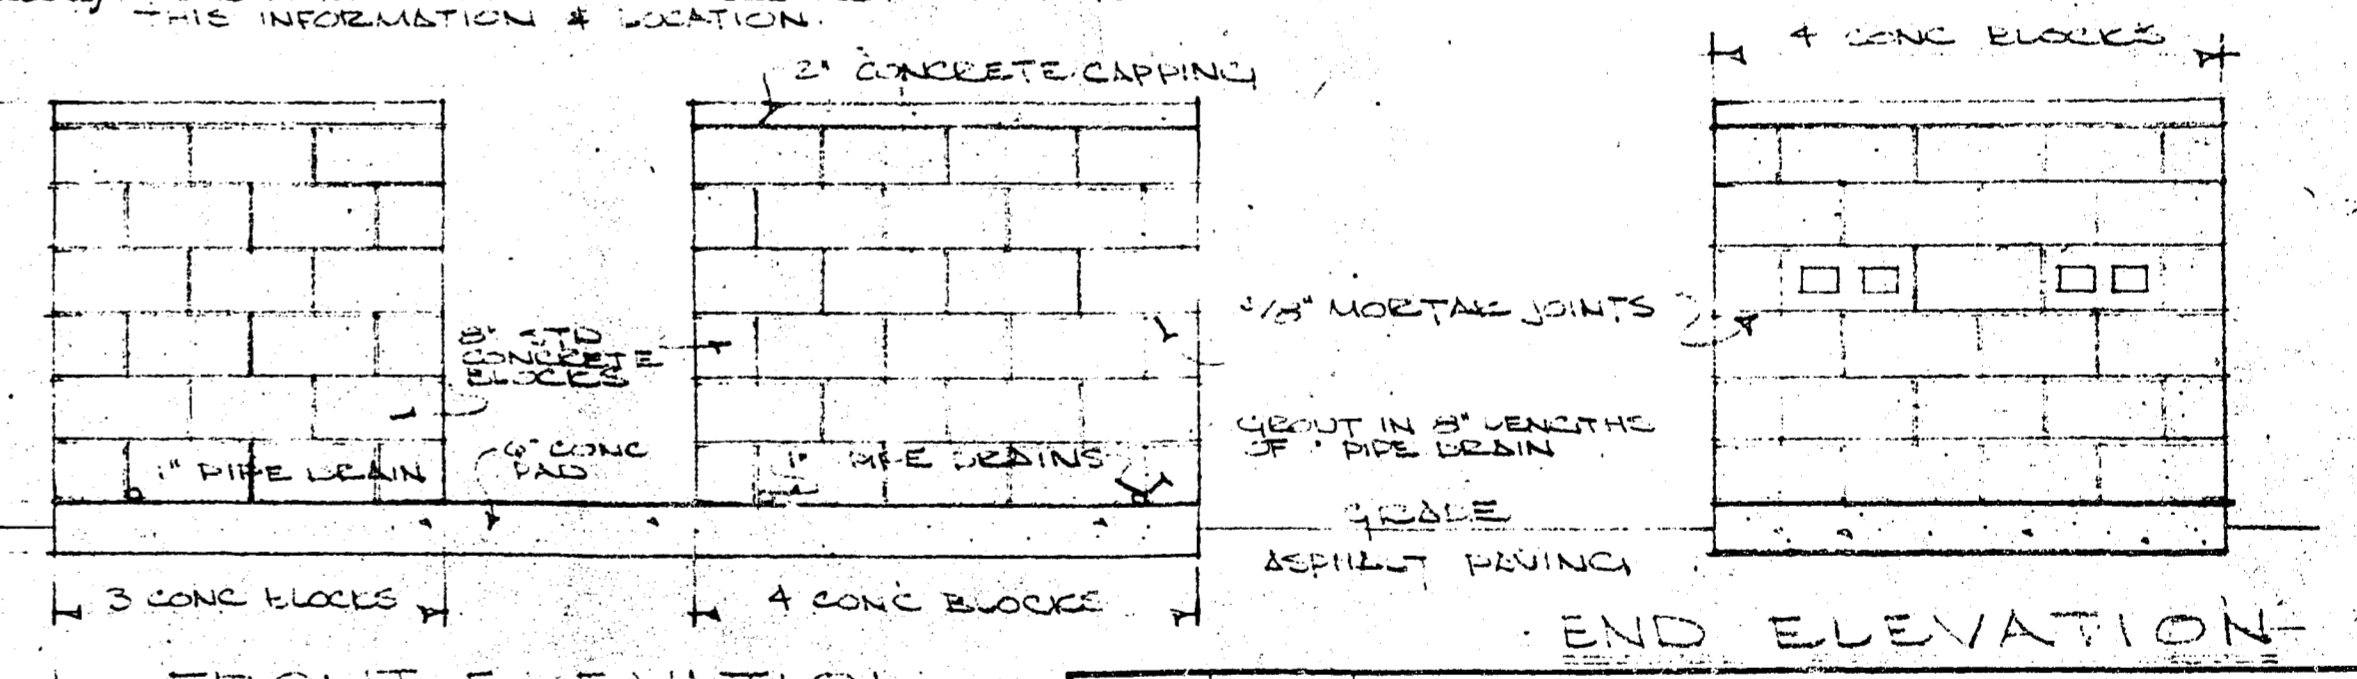 THIS INFORMATION & LOCATION.
2" CONCRETE CAPPING
4 CONC BLOCKS
8" STD
CONCRETE
BLOCKS
MORTAR JOINTS
GROUT IN 8" LENGTHS
OF PIPE DRAIN
1" PIPE DRAIN
6" CONC
PAD
1" PIPE DRAINS
GRADE
ASPHALT PAVING
3 CONC BLOCKS
4 CONC BLOCKS
END ELEVATION
FRONT ELEVATION